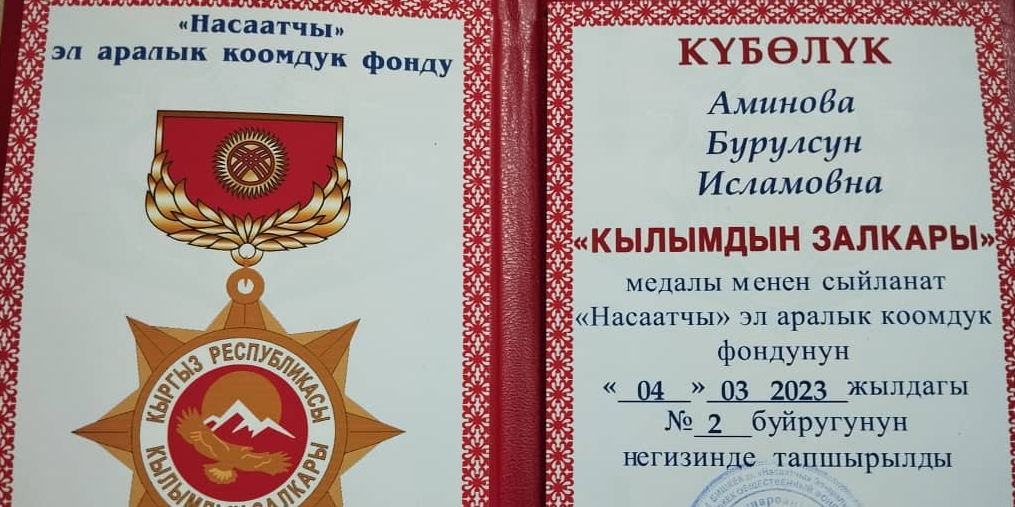 «Насаатчы»
эл аралык коомдук фонду
КЫРГЫЗ РЕСПУБЛИКАСЫ
КЫЛЫМДЫН ЗАЛКАРЫ
КҮБӨЛҮК
Аминова
Бурулсун
Исламовна
«КЫЛЫМДЫН ЗАЛКАРЫ»
медалы менен сыйланат
«Насаатчы» эл аралык коомдук
фондунун
« 04 » 03 2023 жылдагы
№ 2 буйругунун
негизинде тапшырылды